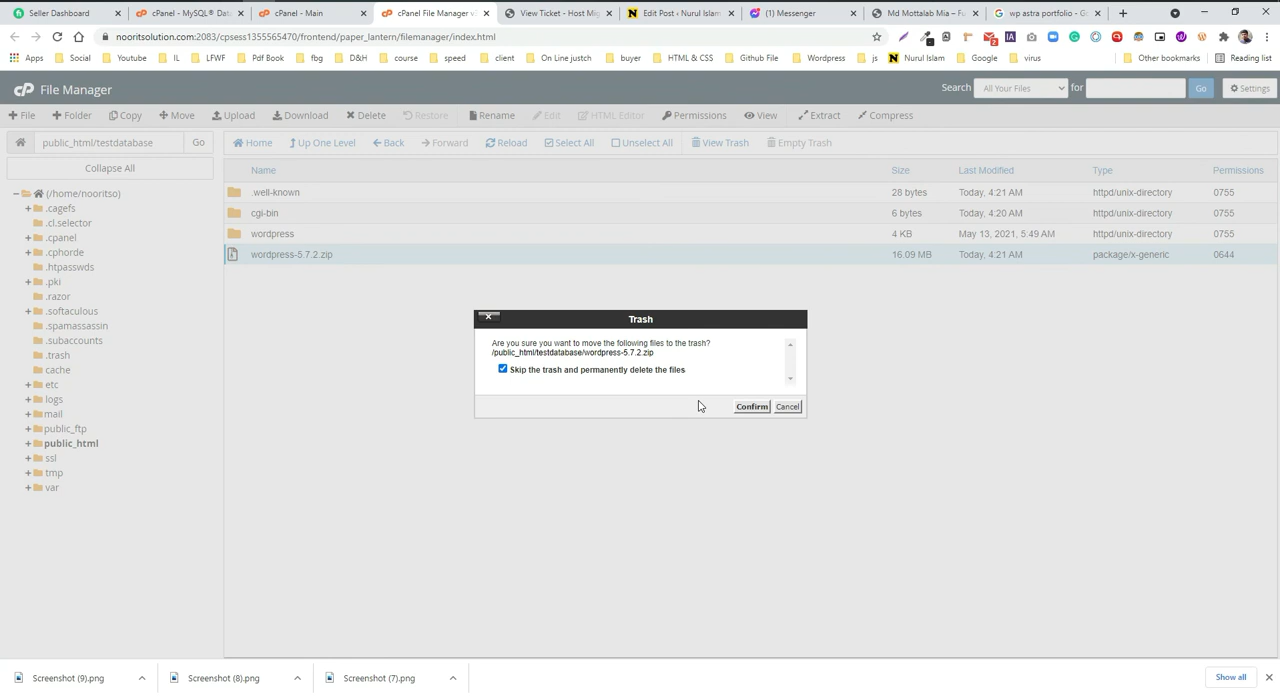 Seller Dashboard
cPanel - MySQL® Data
cPanel - Main
cPanel File Manager v
View Ticket - Host Mig
Edit Post ‹ Nurul Islam
(1) Messenger
Md Mottalab Mia – Fu
wp astra portfolio - Go
nooritsolution.com:2083/cpsess1355565470/frontend/paper_lantern/filemanager/index.html
Apps
Social
Youtube
IL
LFWF
Pdf Book
fbg
D&H
course
speed
client
On Line justch
buyer
HTML & CSS
Github File
Wordpress
js
Nurul Islam
Google
virus
Other bookmarks
Reading list
cP File Manager
Search
All Your Files
for
Go
Settings
File
Folder
Copy
Move
Upload
Download
Delete
Restore
Rename
Edit
HTML Editor
Permissions
View
Extract
Compress
public_html/testdatabase
Go
Home
Up One Level
Back
Forward
Reload
Select All
Unselect All
View Trash
Empty Trash
Collapse All
(/home/nooritso)
.cagefs
.cl.selector
.cpanel
.cphorde
.htpasswds
.pki
.razor
.softaculous
.spamassassin
.subaccounts
.trash
cache
etc
logs
mail
public_ftp
public_html
ssl
tmp
var
Name Size Last Modified Type Permissions
.well-known 28 bytes Today, 4:21 AM httpd/unix-directory 0755
cgi-bin 6 bytes Today, 4:20 AM httpd/unix-directory 0755
wordpress 4 KB May 13, 2021, 5:49 AM httpd/unix-directory 0755
wordpress-5.7.2.zip 16.09 MB Today, 4:21 AM package/x-generic 0644
Trash
Are you sure you want to move the following files to the trash?
/public_html/testdatabase/wordpress-5.7.2.zip
Skip the trash and permanently delete the files
Confirm
Cancel
Screenshot (9).png
Screenshot (8).png
Screenshot (7).png
Show all